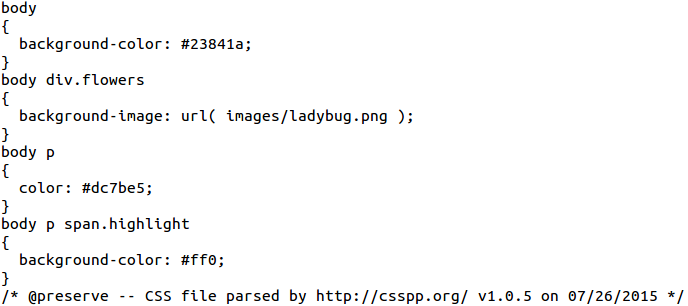 body
{
  background-color: #23841a;
}
body div.flowers
{
  background-image: url( images/ladybug.png );
}
body p
{
  color: #dc7be5;
}
body p span.highlight
{
  background-color: #ff0;
}
/* @preserve -- CSS file parsed by http://csspp.org/ v1.0.5 on 07/26/2015 */